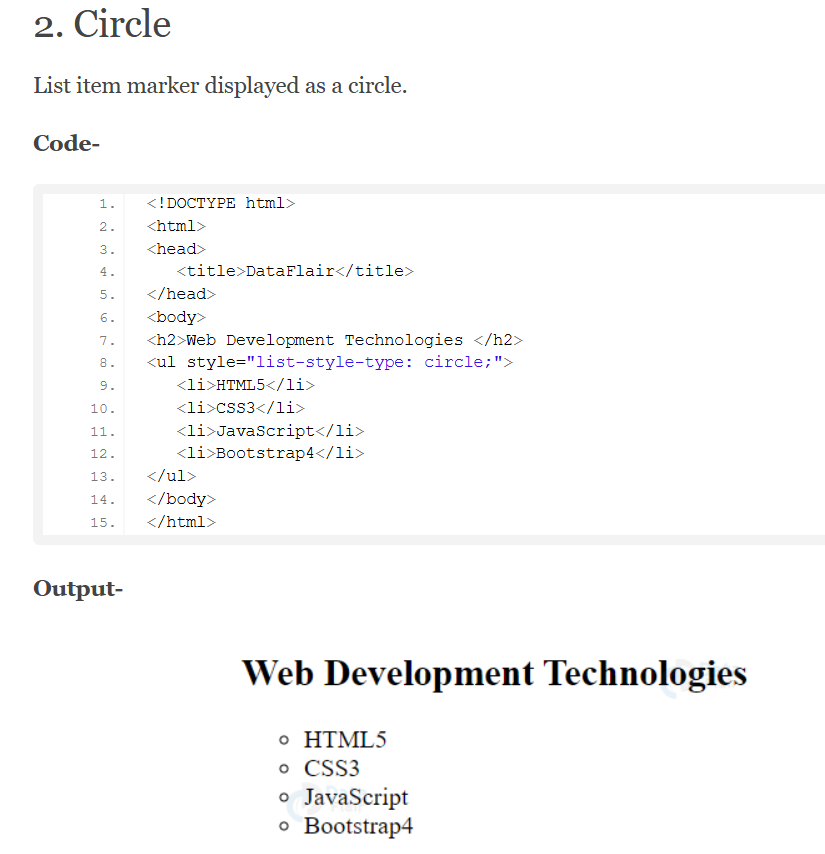 2. Circle
List item marker displayed as a circle.
Code-
1. <!DOCTYPE html>
2. <html>
3. <head>
4.    <title>DataFlair</title>
5. </head>
6. <body>
7. <h2>Web Development Technologies </h2>
8. <ul style="list-style-type: circle;">
9.    <li>HTML5</li>
10.    <li>CSS3</li>
11.    <li>JavaScript</li>
12.    <li>Bootstrap4</li>
13. </ul>
14. </body>
15. </html>
Output-
Web Development Technologies
HTML5
CSS3
JavaScript
Bootstrap4